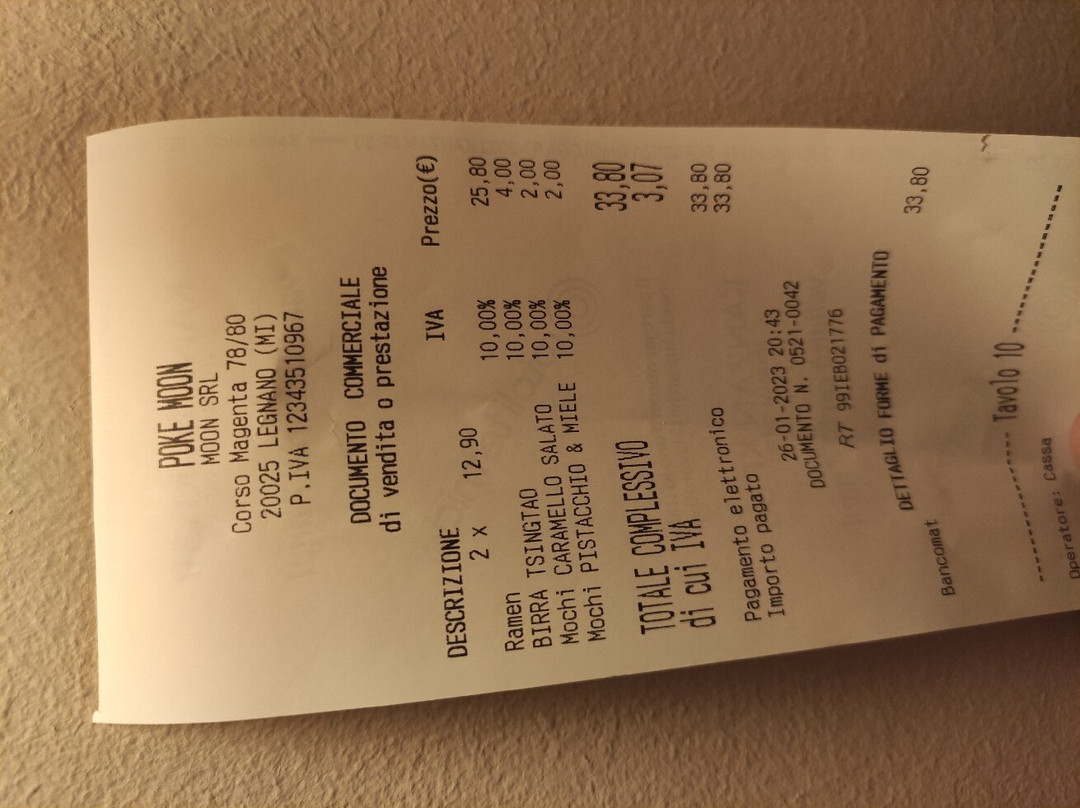 POKE MOON
MOON SRL
Corso Magenta 78/80
20025 LEGNANO (MI)
P.IVA 12343510967
DOCUMENTO COMMERCIALE
di vendita o prestazione
DESCRIZIONE IVA Prezzo(€)
2 x 12,90
Ramen 10,00% 25,80
BIRRA TSINGTAO 10,00% 4,00
Mochi CARAMELLO SALATO 10,00% 2,00
Mochi PISTACCHIO & MIELE 10,00% 2,00
TOTALE COMPLESSIVO 33,80
di cui IVA 3,07
Pagamento elettronico 33,80
Importo pagato 33,80
26-01-2023 20:43
DOCUMENTO N. 0521-0042
RT 99IEB021776
DETTAGLIO FORME di PAGAMENTO
Bancomat 33,80
----------- Tavolo 10 -----------------
Operatore: Cassa